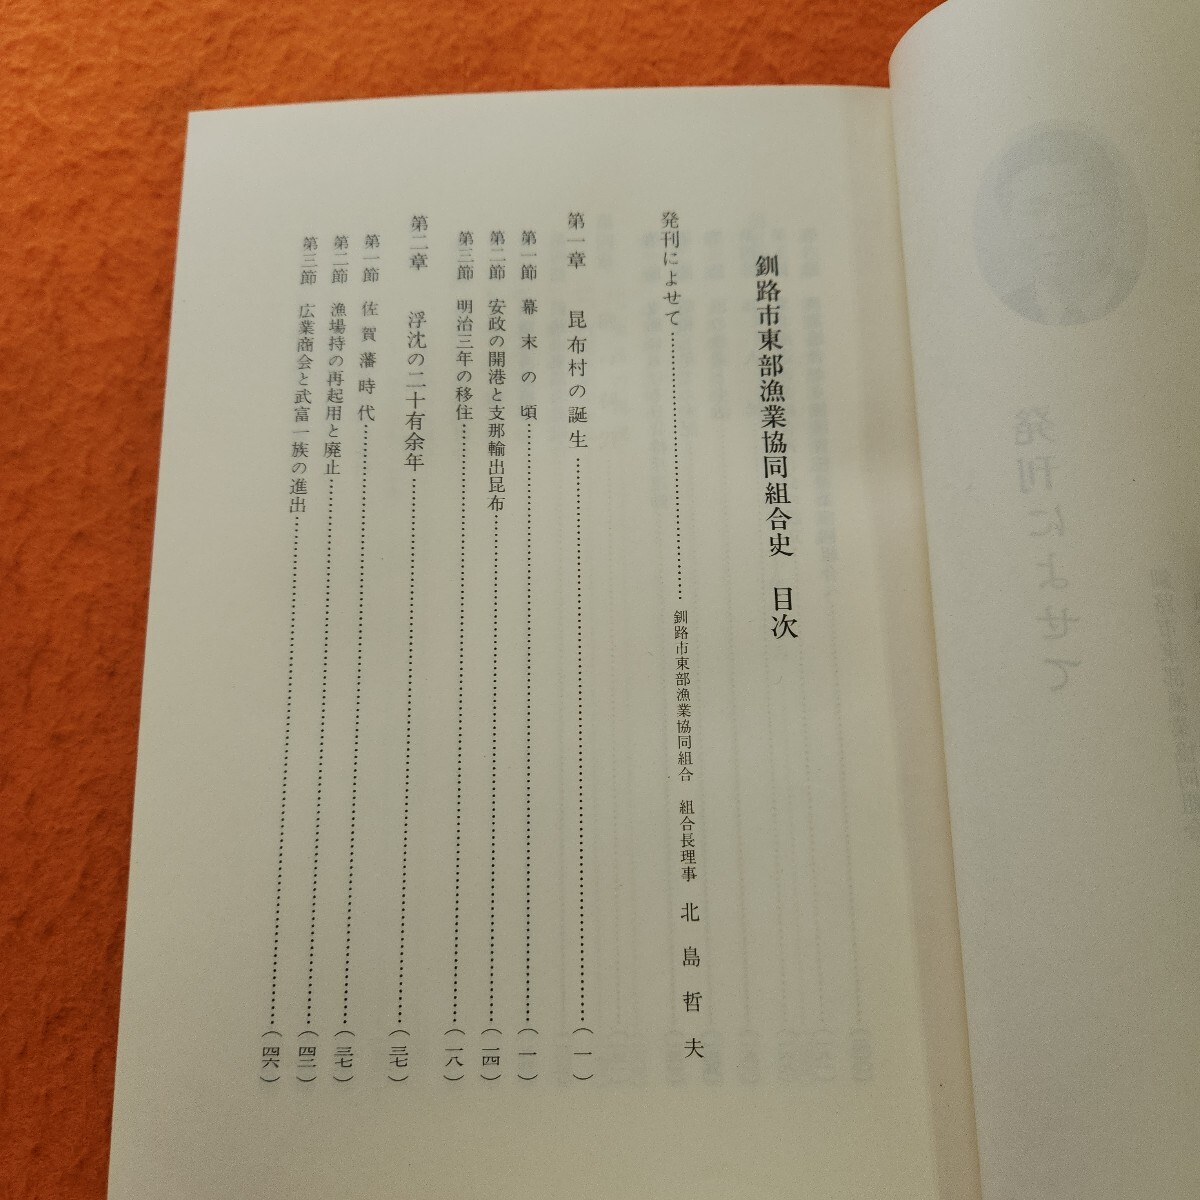 釧路市東部漁業協同組合史　目次
発刊によせて……………釧路市東部漁業協同組合　組合長理事　北島哲夫
第一章　昆布村の誕生……………（一）
第一節　幕末の頃……………（一）
第二節　安政の開港と支那輸出昆布……………（一四）
第三節　明治三年の移住……………（一八）
第二章　浮沈の二十有余年……………（三七）
第一節　佐賀藩時代……………（三七）
第二節　漁場持の再起用と廃止……………（四二）
第三節　広業商会と武富一族の進出……………（四六）